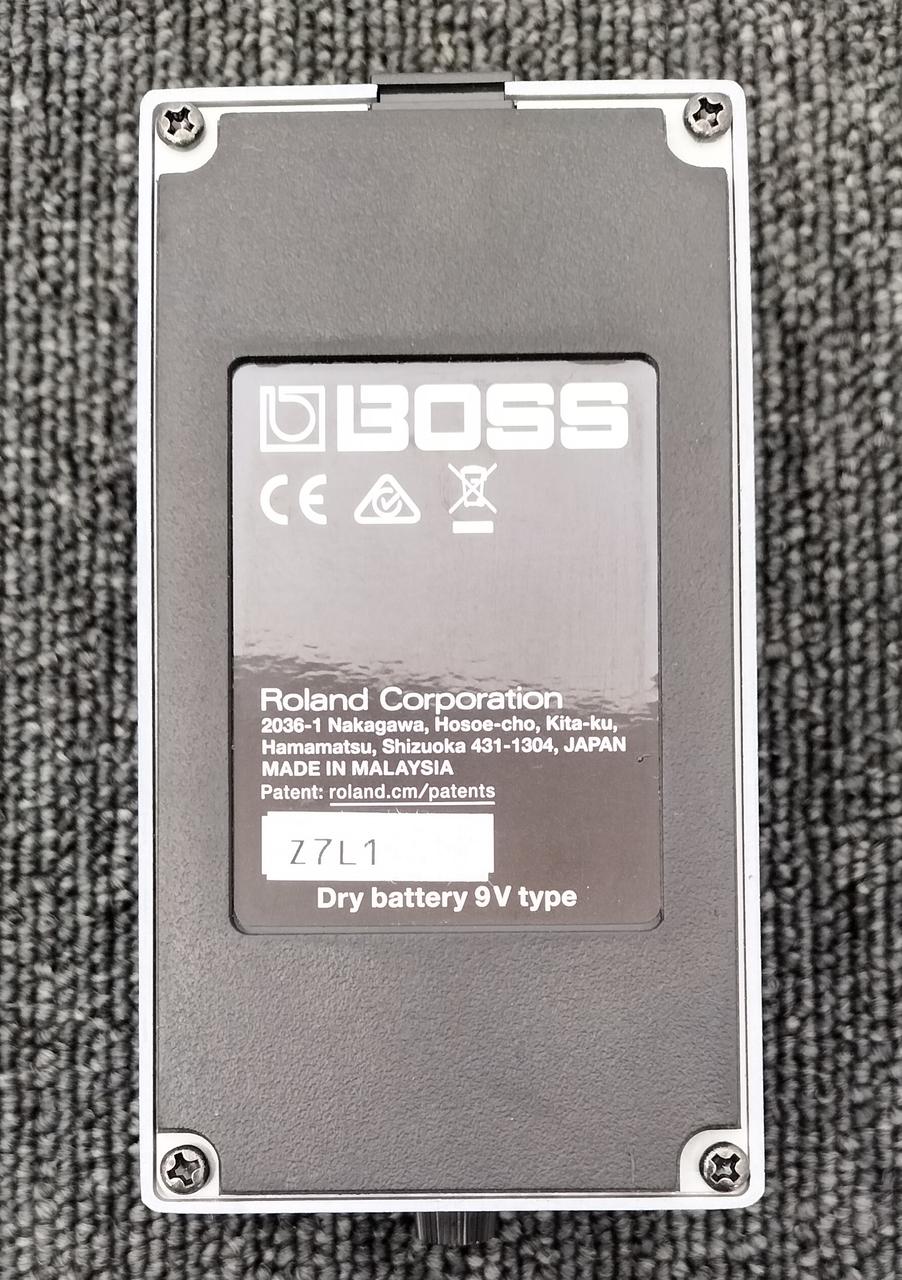 BOSS
CE
Roland Corporation
2036-1 Nakagawa, Hosoe-cho, Kita-ku,
Hamamatsu, Shizuoka 431-1304, JAPAN
MADE IN MALAYSIA
Patent: roland.cm/patents
Z7L1
Dry battery 9V type